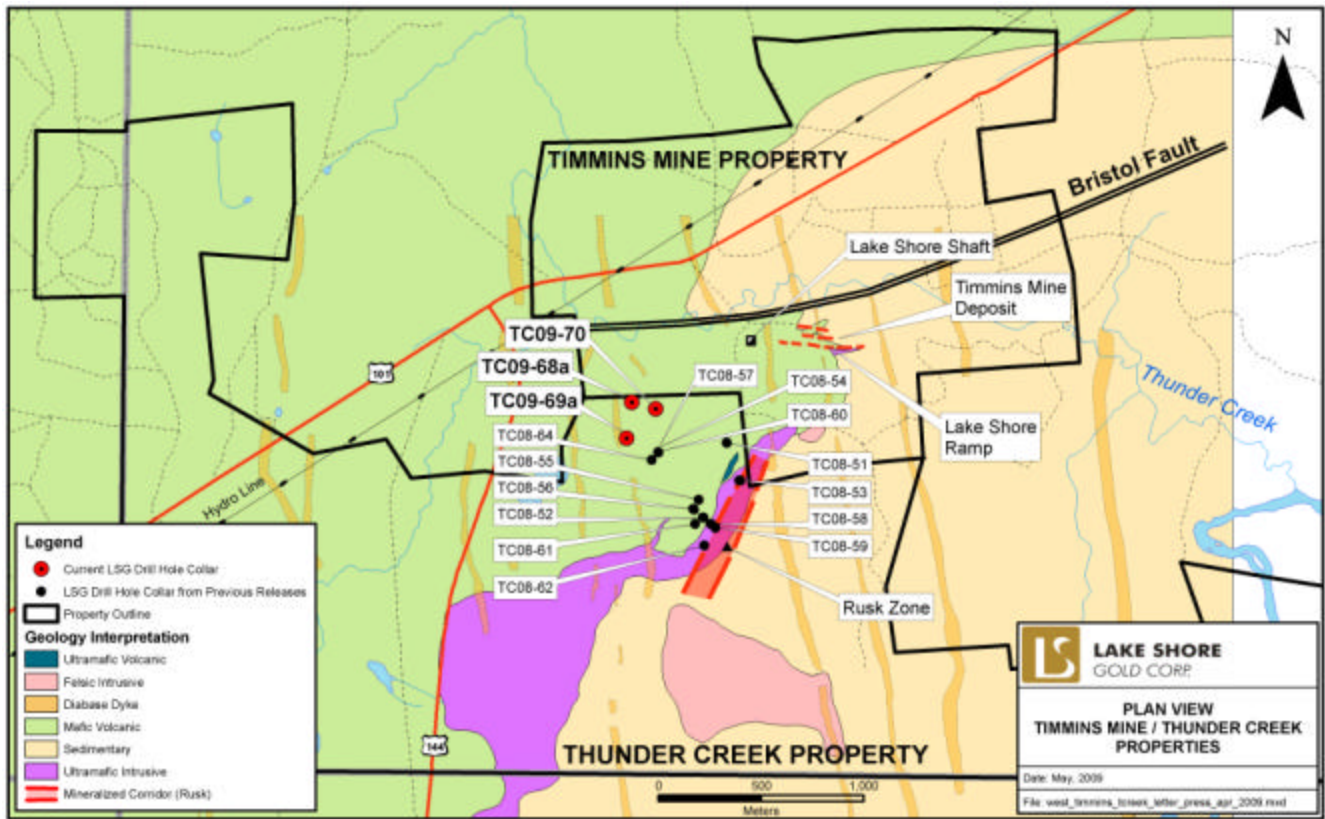 N
TIMMINS MINE PROPERTY
Bristol Fault
Lake Shore Shaft
Timmins Mine
Deposit
TC09-70
TC09-68a
TC08-57
TC08-54
101
Thunder Creek
TC09-69a
TC08-60
Lake Shore
Ramp
TC08-64
TC08-55
TC08-51
TC08-56
TC08-53
Hydro Line
TC08-52
TC08-58
TC08-61
TC08-59
TC08-62
Rusk Zone
Legend
Current LSG Drill Hole Collar
LSG Drill Hole Collar from Previous Releases
Property Outline
Geology Interpretation
Ultramafic Volcanic
Felsic Intrusive
Diabase Dyke
Mafic Volcanic
Sedimentary
Ultramafic Intrusive
Mineralized Corridor (Rusk)
144
THUNDER CREEK PROPERTY
0 500 1,000
Meters
LS
LAKE SHORE
GOLD CORP.
PLAN VIEW
TIMMINS MINE / THUNDER CREEK
PROPERTIES
Date: May, 2009
File: west_timmins_tcreek_letter_press_apr_2009.mxd